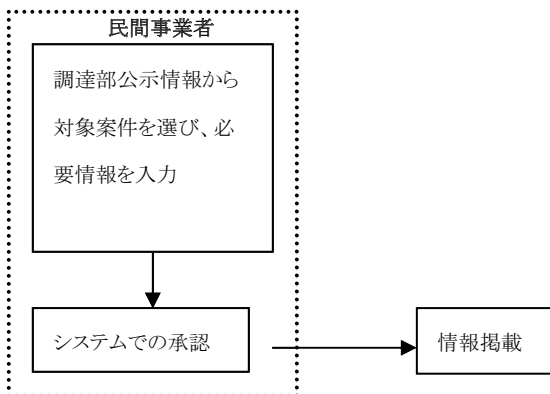 民間事業者
調達部公示情報から
対象案件を選び、必
要情報を入力
システムでの承認
情報掲載